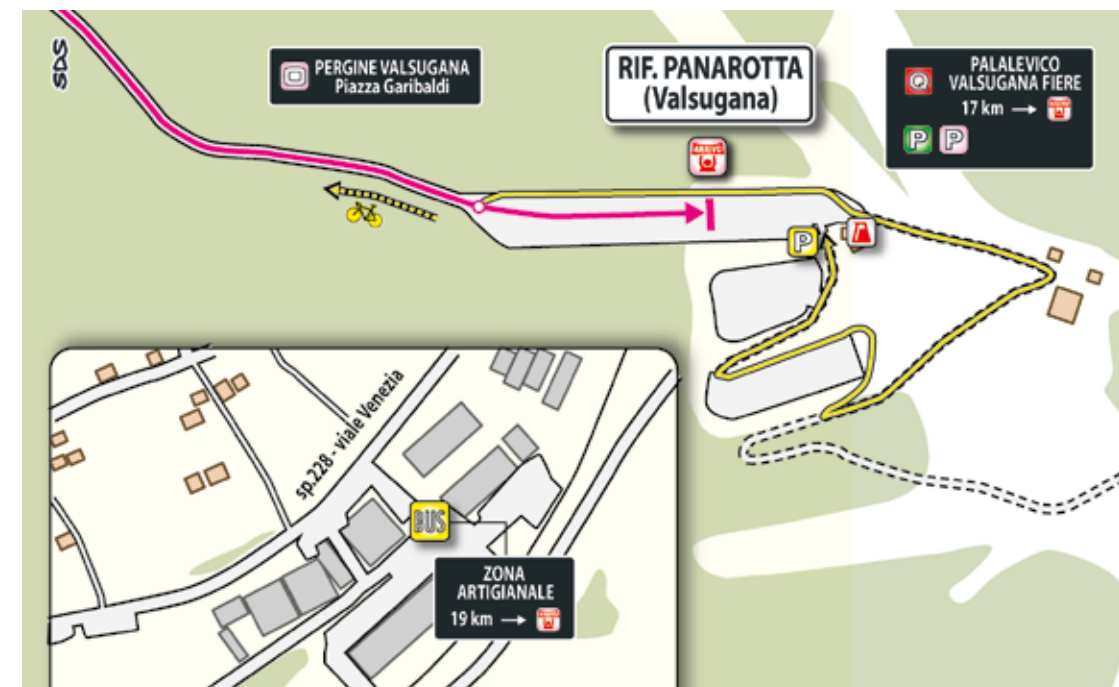 SDS
PERGINE VALSUGANA
Piazza Garibaldi
RIF. PANAROTTA
(Valsugana)
ARRIVO
PALALEVICO
VALSUGANA FIERE
17 km →
Q
P P
P
sp.228 - viale Venezia
BUS
ZONA
ARTIGIANALE
19 km →